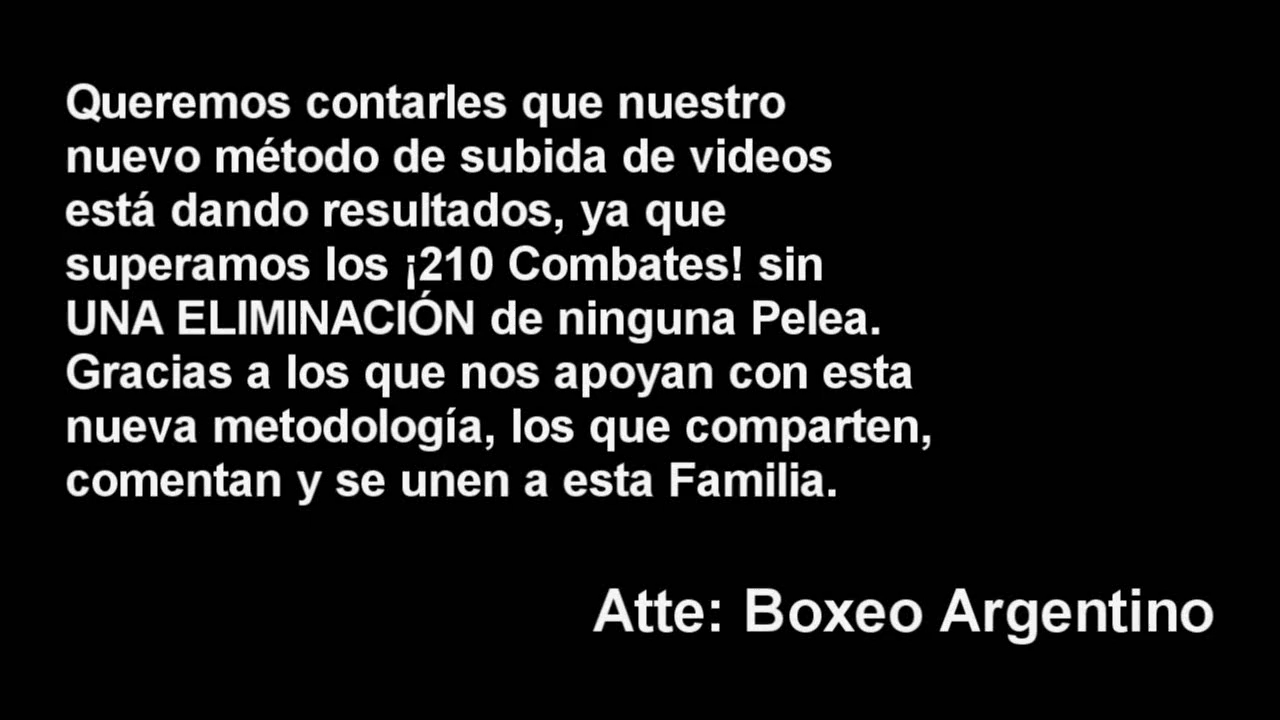 Queremos contarles que nuestro
nuevo método de subida de videos
está dando resultados, ya que
superamos los ¡210 Combates! sin
UNA ELIMINACIÓN de ninguna Pelea.
Gracias a los que nos apoyan con esta
nueva metodología, los que comparten,
comentan y se unen a esta Familia.
Atte: Boxeo Argentino